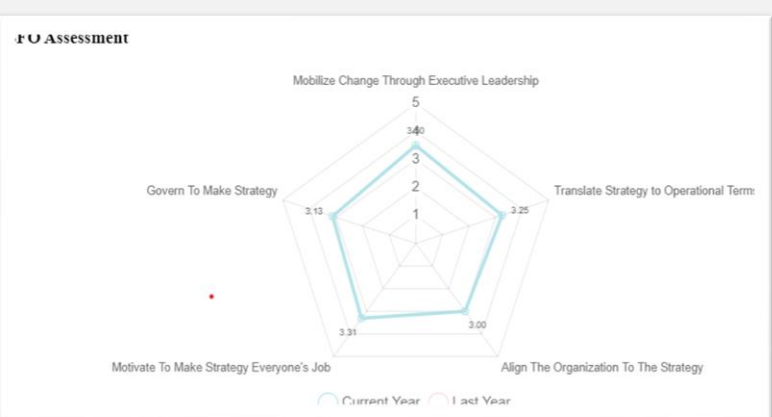 Assessment
Mobilize Change Through Executive Leadership
5
4
3
2
1
Govern To Make Strategy
Translate Strategy to Operational Terms
3.13
3.25
3.31
3.00
Motivate To Make Strategy Everyone's Job
Align The Organization To The Strategy
Current Year
Last Year